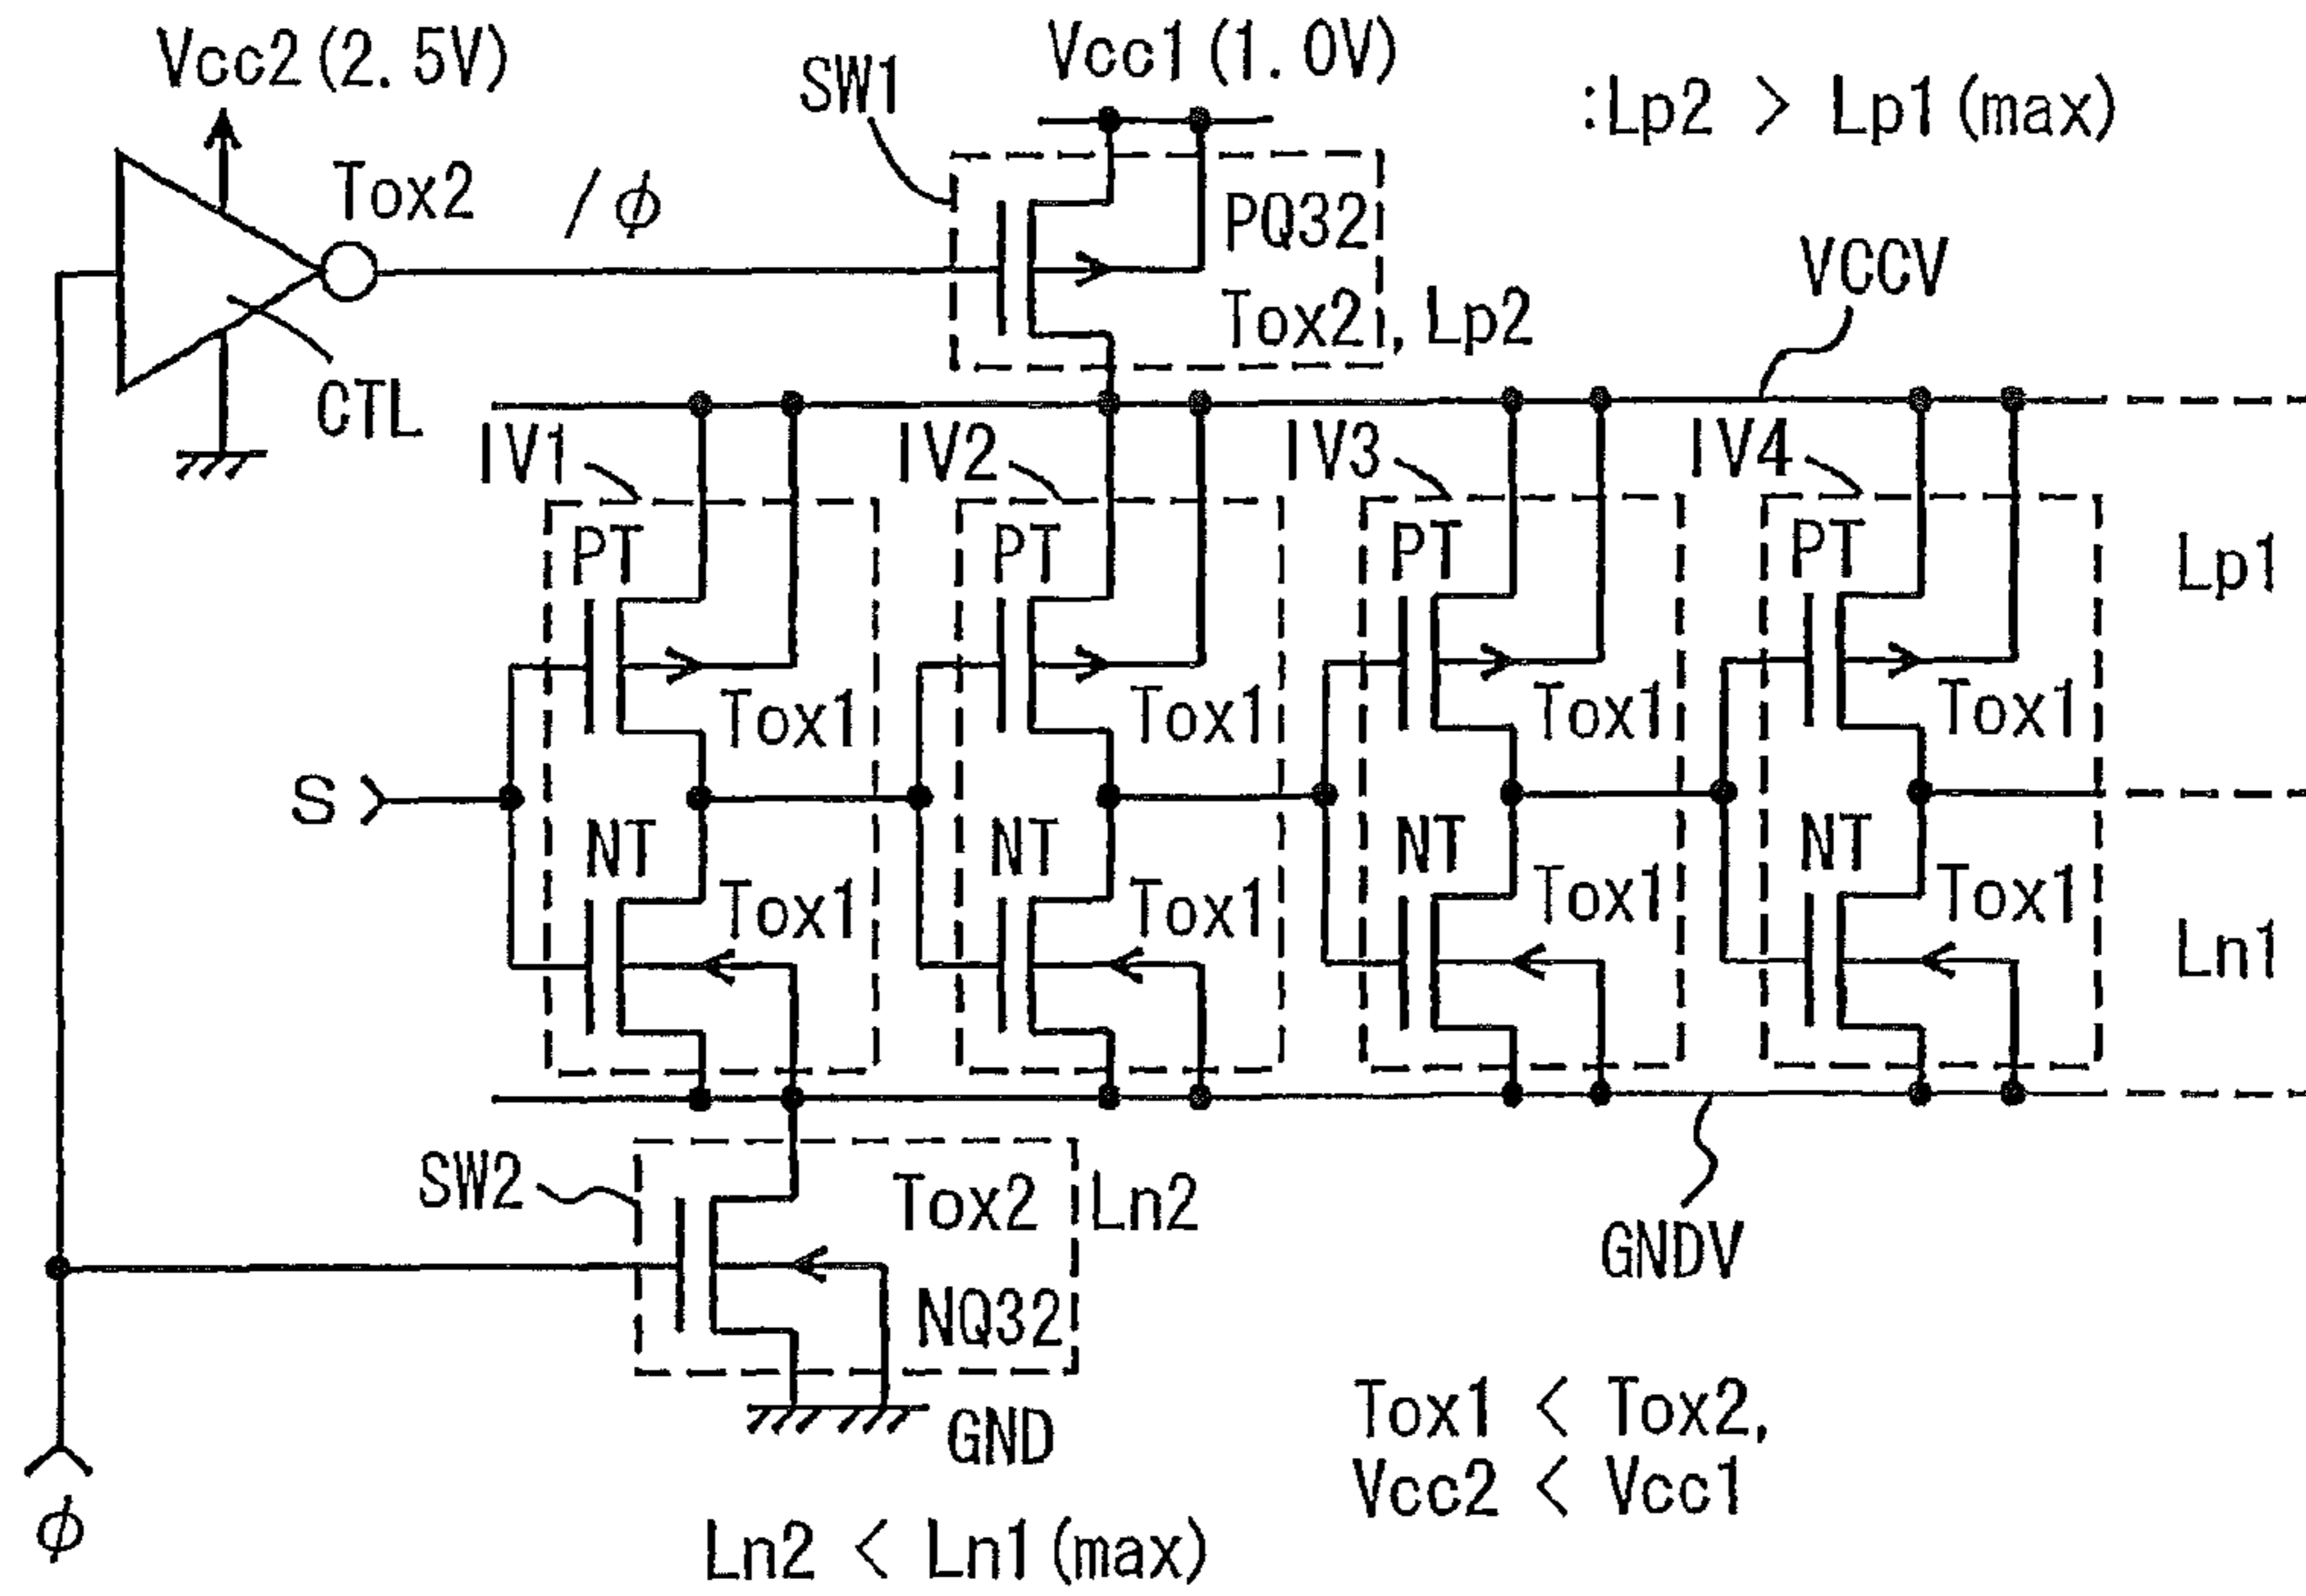 Vcc2(2.5V)
SW1
Vcc1(1.0V)
:Lp2 > Lp1(max)
Tox2
/φ
PQ32
Tox2, Lp2
VCCV
CTL
IV1
IV2
IV3
IV4
PT
PT
PT
PT
Lp1
Tox1
Tox1
Tox1
Tox1
S
NT
NT
NT
NT
Tox1
Tox1
Tox1
Tox1
Ln1
SW2
Tox2
Ln2
GNDV
NQ32
GND
Tox1 < Tox2,
Vcc2 < Vcc1
φ
Ln2 < Ln1(max)